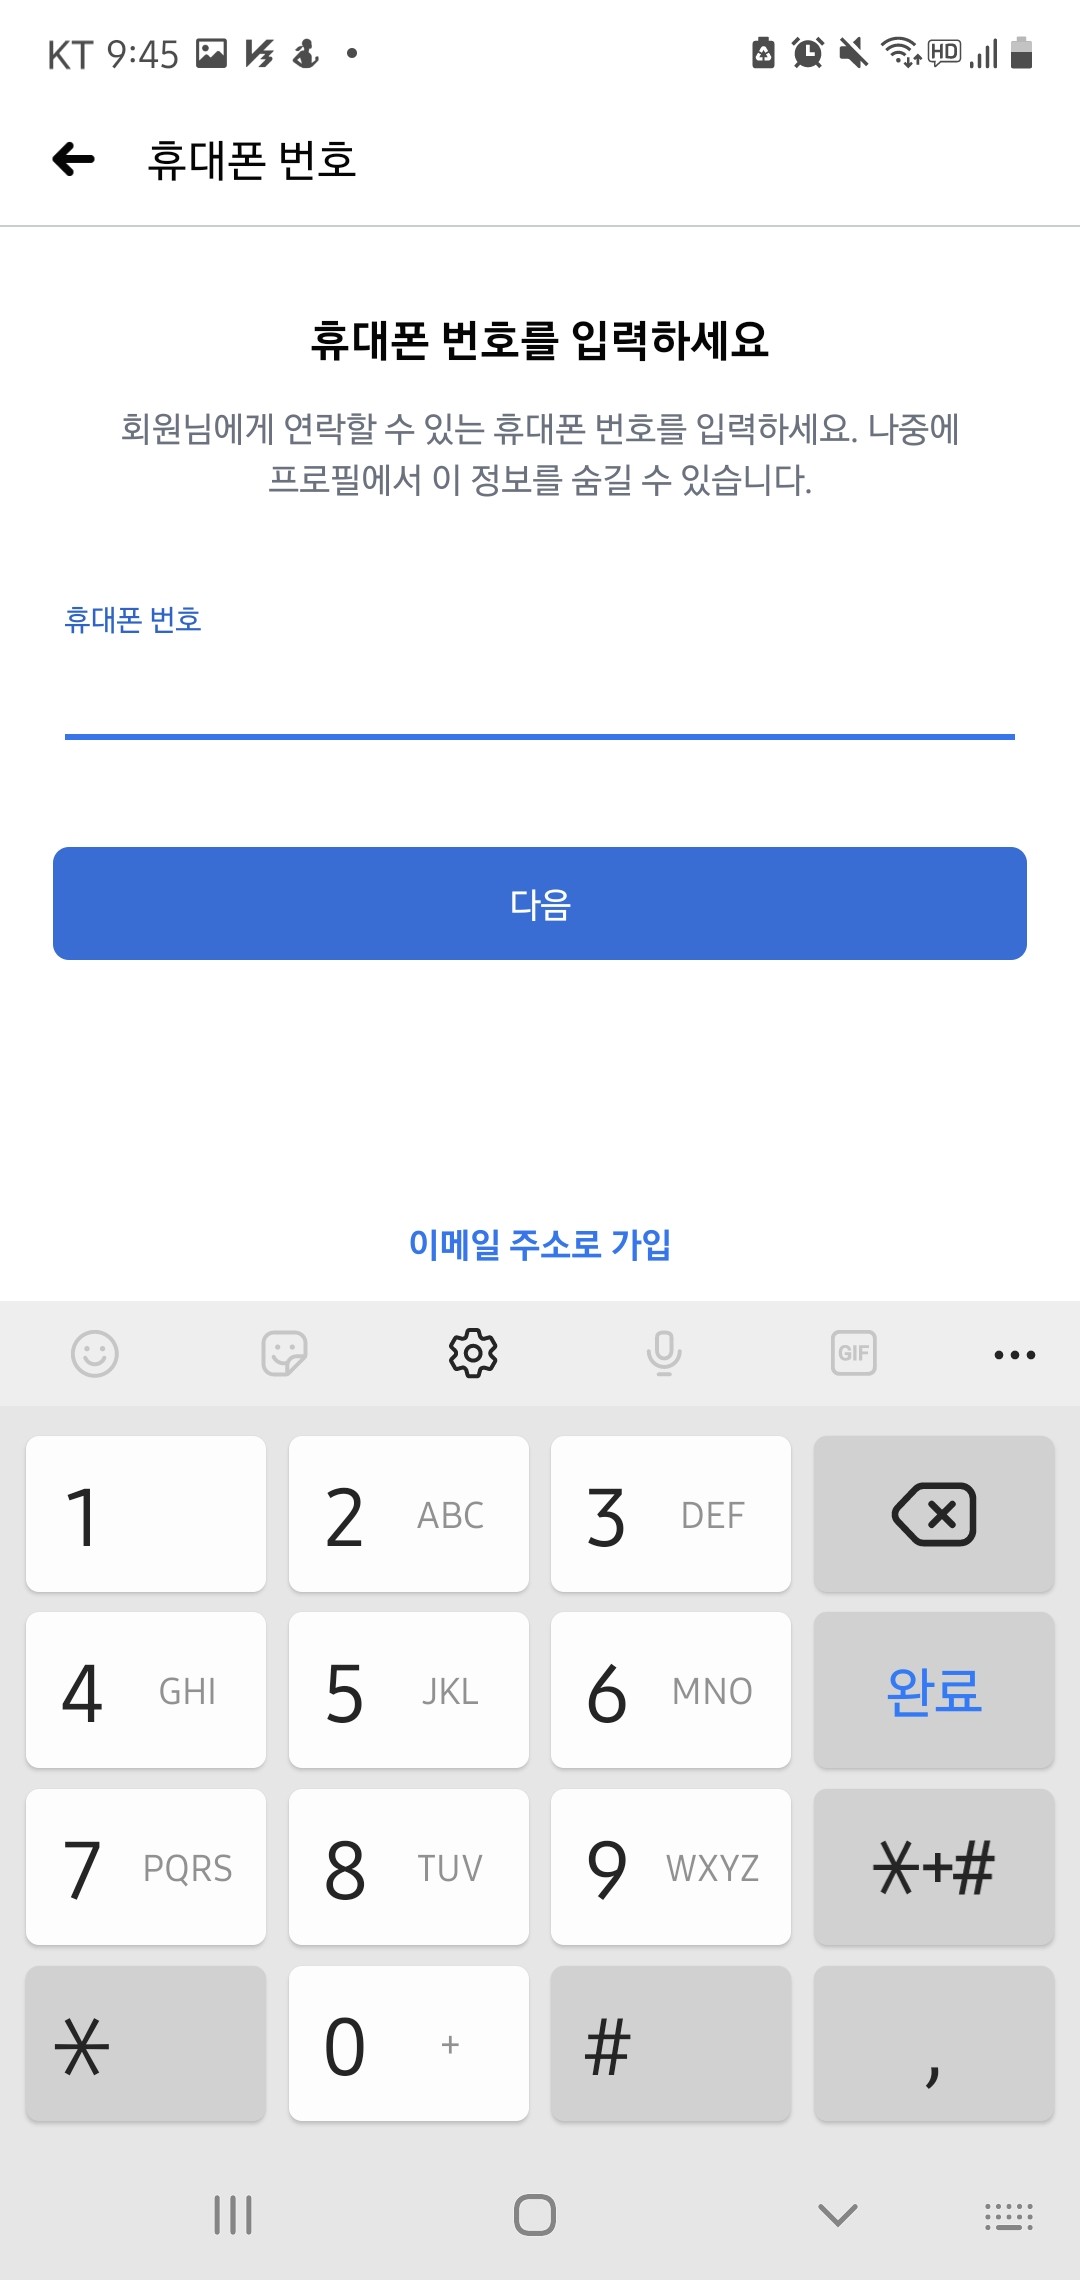 KT 9:45
HD
휴대폰 번호
휴대폰 번호를 입력하세요
회원님에게 연락할 수 있는 휴대폰 번호를 입력하세요. 나중에
프로필에서 이 정보를 숨길 수 있습니다.
휴대폰 번호
다음
이메일 주소로 가입
GIF
1 2 ABC 3 DEF
4 GHI 5 JKL 6 MNO 완료
7 PQRS 8 TUV 9 WXYZ *+#
* 0 + # ,